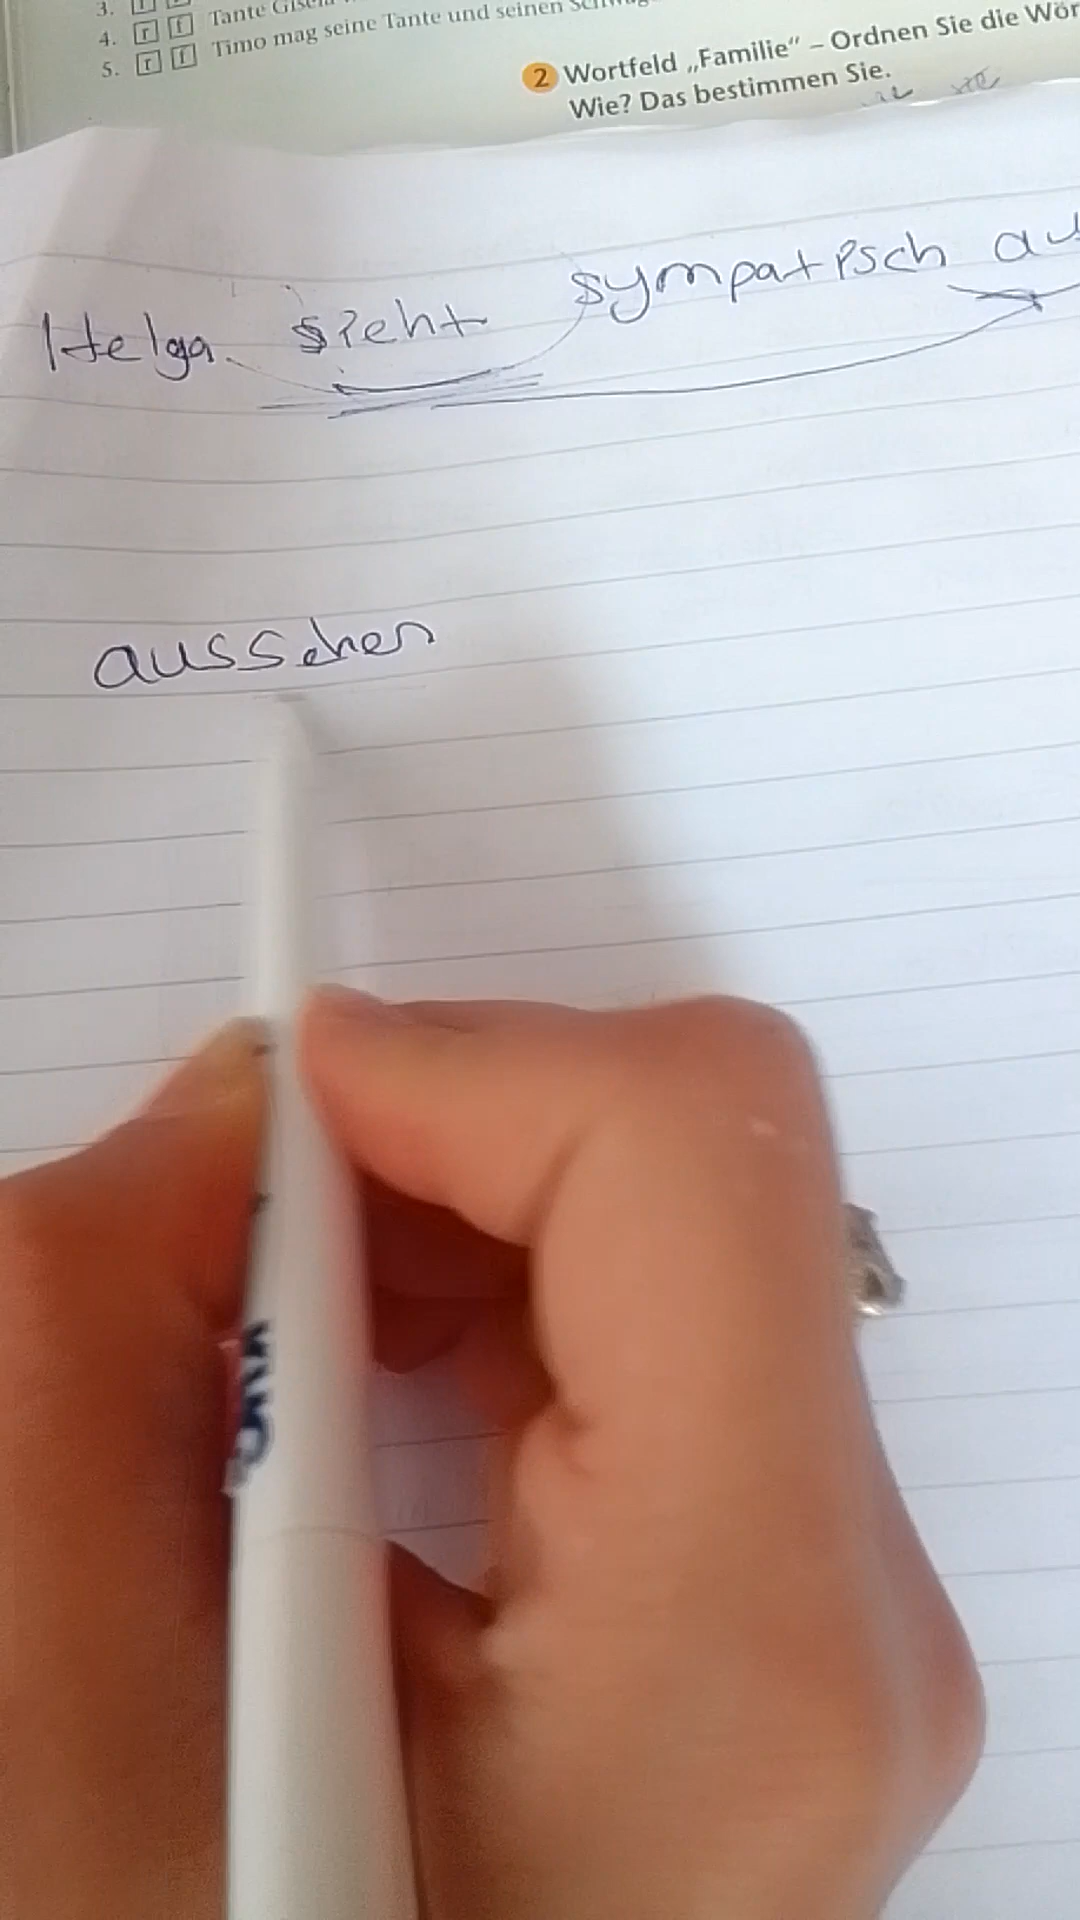 3.
4. r f Tante Gisela
5. r f Timo mag seine Tante und seinen
2 Wortfeld „Familie“ – Ordnen Sie die Wör
Wie? Das bestimmen Sie.
Helga sieht sympatisch au
aussehen